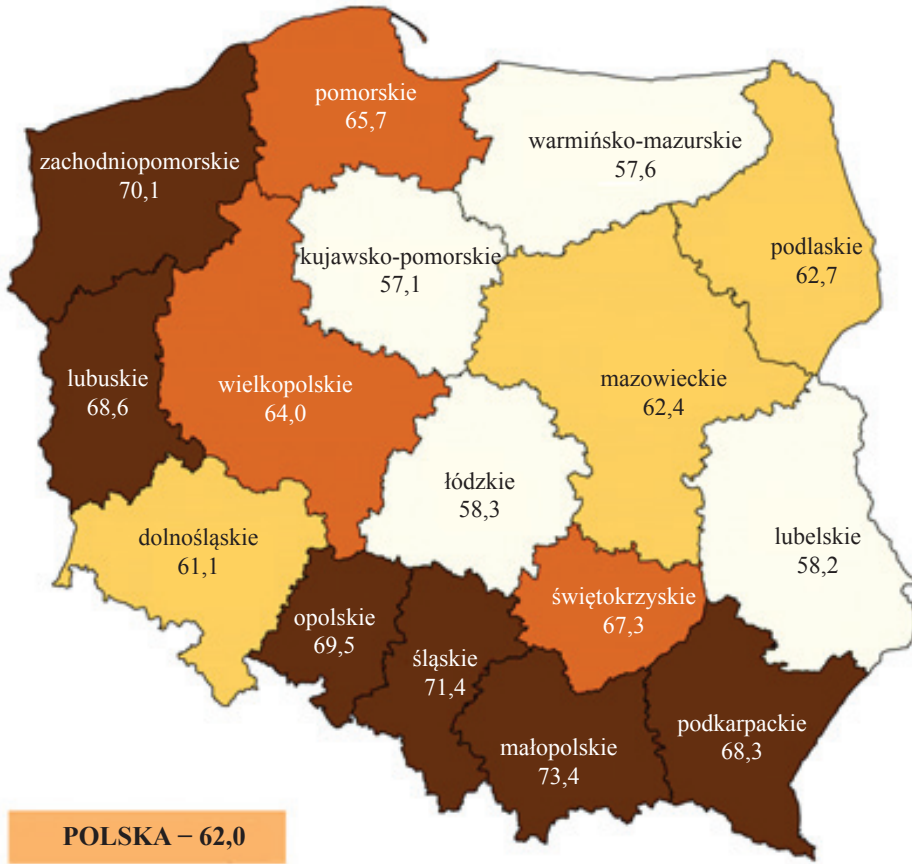 pomorskie
65,7
warmińsko-mazurskie
57,6
zachodniopomorskie
70,1
podlaskie
62,7
kujawsko-pomorskie
57,1
lubuskie
68,6
wielkopolskie
64,0
mazowieckie
62,4
łódzkie
58,3
dolnośląskie
61,1
lubelskie
58,2
opolskie
69,5
śląskie
71,4
świętokrzyskie
67,3
małopolskie
73,4
podkarpackie
68,3
POLSKA − 62,0